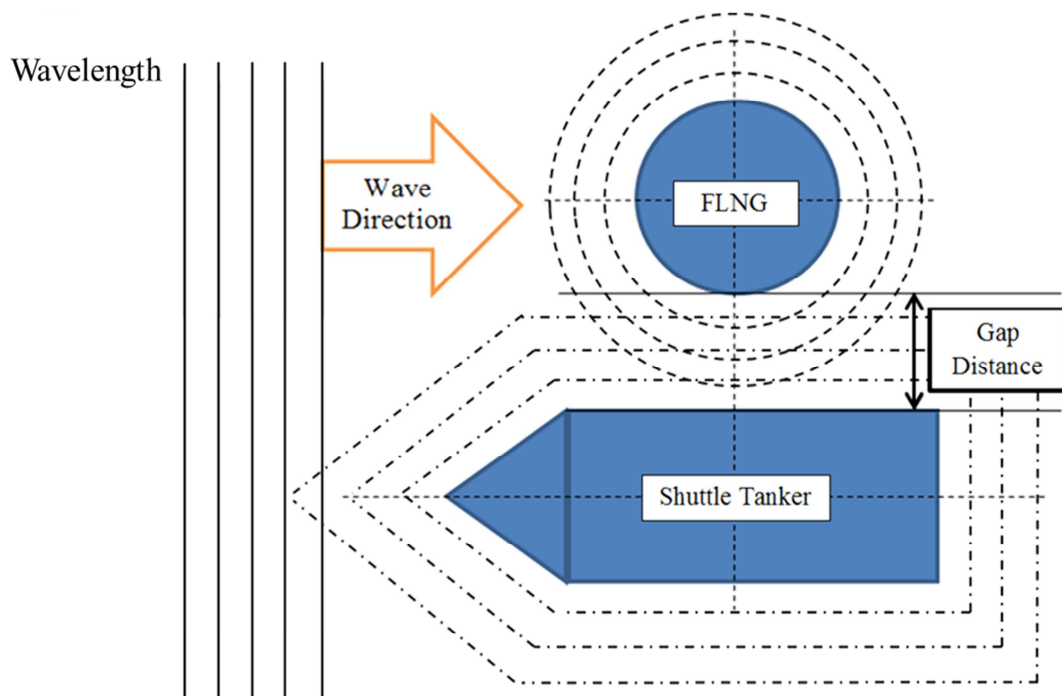 Wavelength
Wave
Direction
FLNG
Gap
Distance
Shuttle Tanker